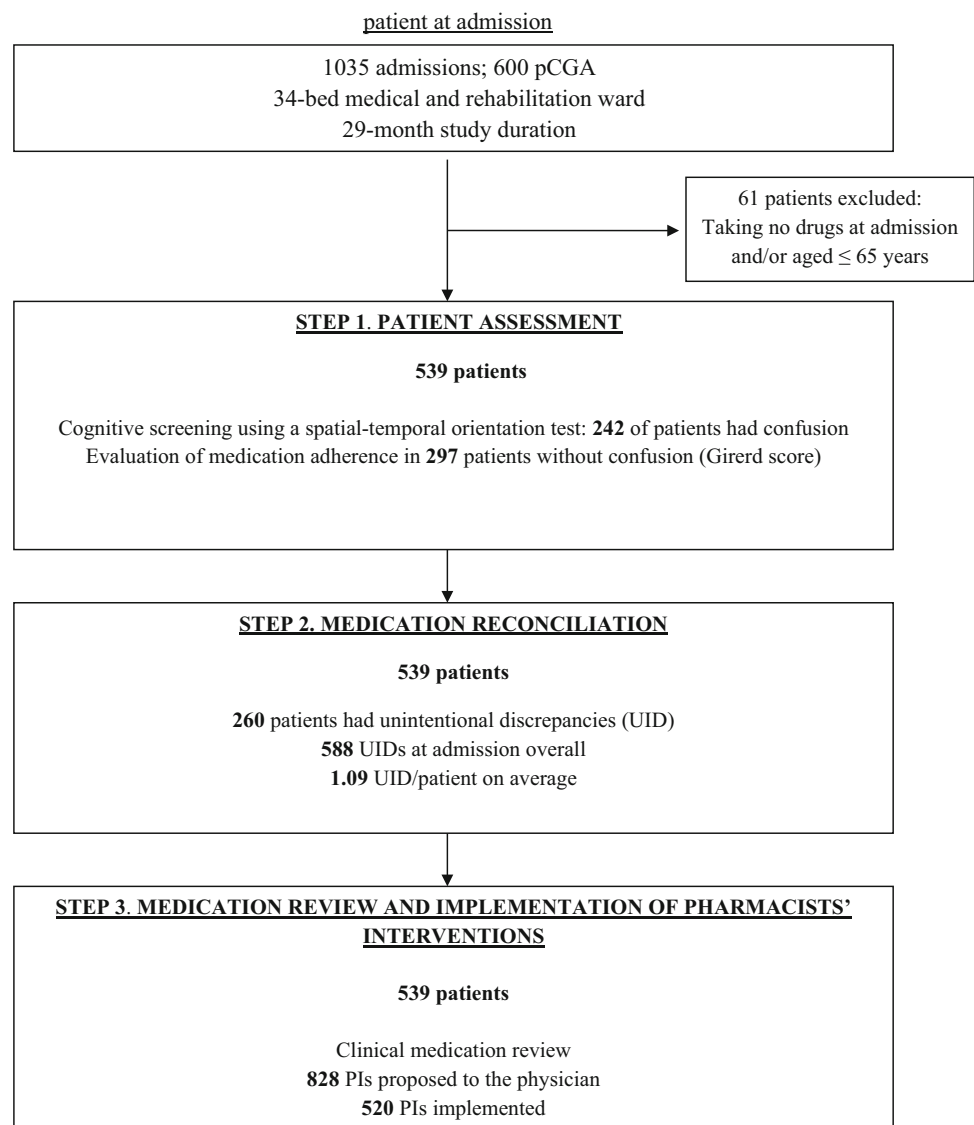 patient at admission
1035 admissions; 600 pCGA
34-bed medical and rehabilitation ward
29-month study duration
61 patients excluded:
Taking no drugs at admission
and/or aged ≤ 65 years
STEP 1. PATIENT ASSESSMENT
539 patients
Cognitive screening using a spatial-temporal orientation test: 242 of patients had confusion
Evaluation of medication adherence in 297 patients without confusion (Girerd score)
STEP 2. MEDICATION RECONCILIATION
539 patients
260 patients had unintentional discrepancies (UID)
588 UIDs at admission overall
1.09 UID/patient on average
STEP 3. MEDICATION REVIEW AND IMPLEMENTATION OF PHARMACISTS’
INTERVENTIONS
539 patients
Clinical medication review
828 PIs proposed to the physician
520 PIs implemented